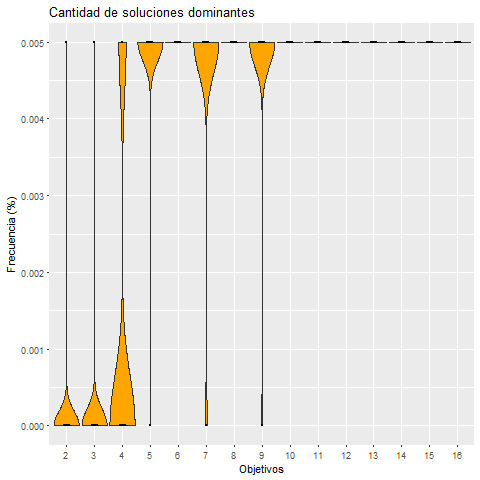 Cantidad de soluciones dominantes
Frecuencia (%)
0.005
0.004
0.003
0.002
0.001
0.000
2 3 4 5 6 7 8 9 10 11 12 13 14 15 16
Objetivos